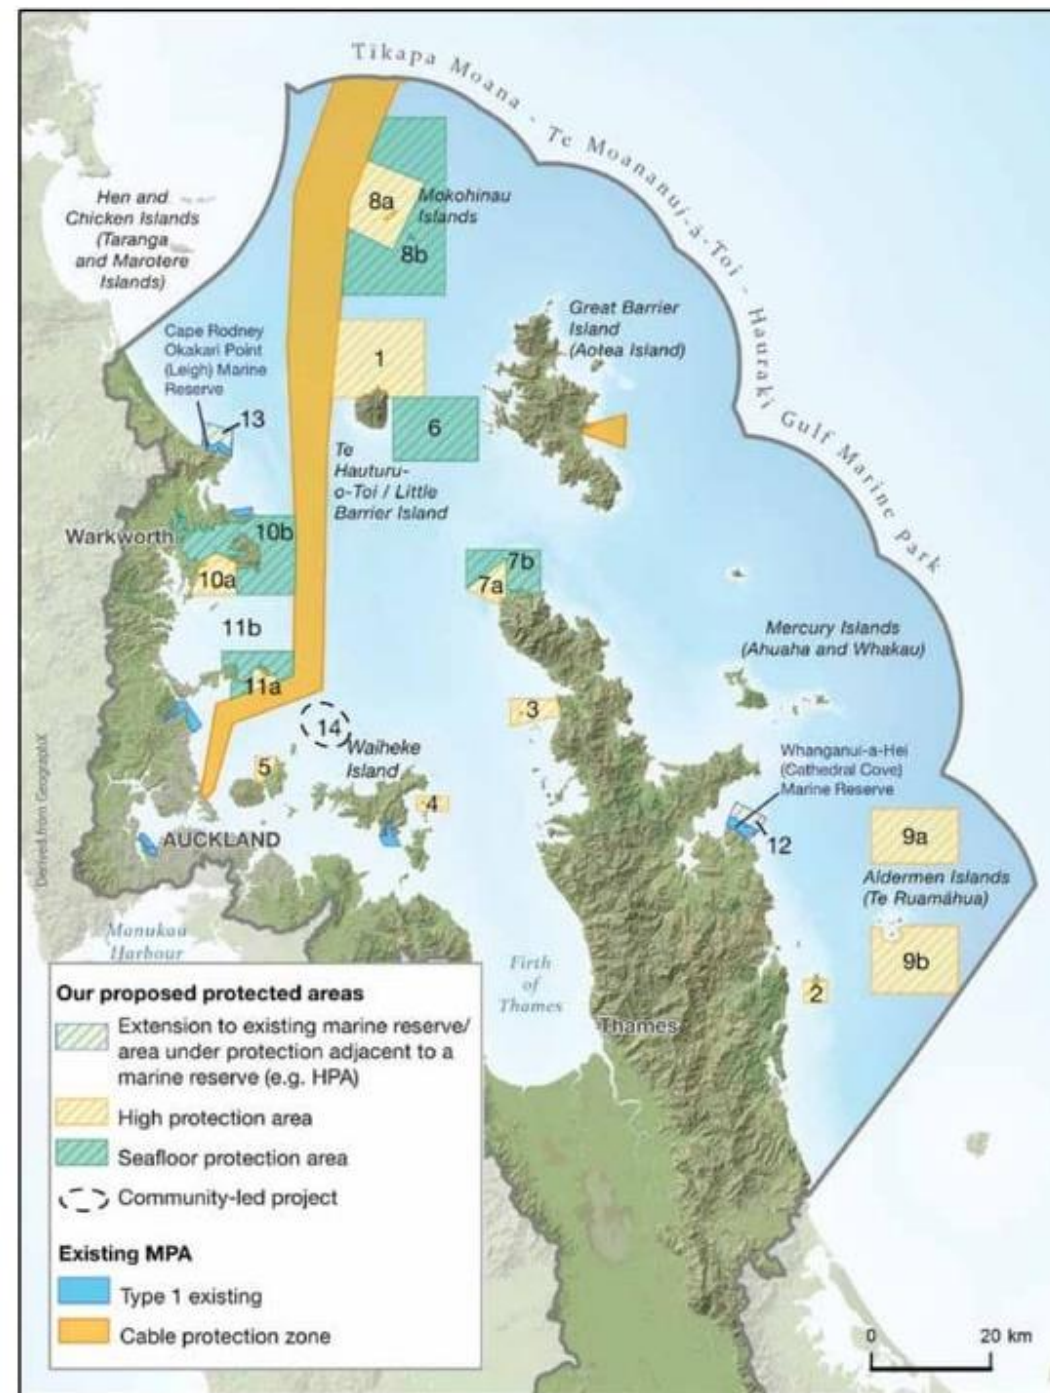 Tīkapa Moana - Te Moananui-ā-Toi - Hauraki Gulf Marine Park
Hen and
Chicken Islands
(Taranga
and Marotere
Islands)
8a
Mokohinau
Islands
8b
Great Barrier
Island
(Aotea Island)
Cape Rodney
Okakari Point
(Leigh) Marine
Reserve
1
13
6
Te
Hauturu-
o-Toi / Little
Barrier Island
Warkworth
10b
10a
7b
7a
11b
Mercury Islands
(Ahuaha and Whakau)
11a
3
14
Waiheke
Island
Whanganui-a-Hei
(Cathedral Cove)
Marine Reserve
5
4
12
9a
AUCKLAND
Aldermen Islands
(Te Ruamāhua)
Derived from GeographX
Manukau
Harbour
9b
Firth
of
Thames
2
Thames
Our proposed protected areas
Extension to existing marine reserve/
area under protection adjacent to a
marine reserve (e.g. HPA)
High protection area
Seafloor protection area
Community-led project
Existing MPA
Type 1 existing
Cable protection zone
0 20 km